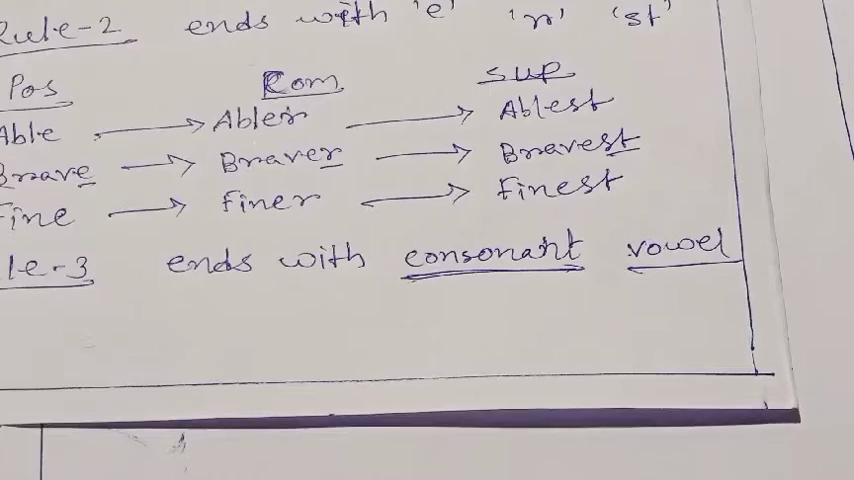 Rule-2 ends with 'e' 'r' 'st'
Pos Com SUP
Able → Abler → Ablest
Brave → Braver → Bravest
Fine → Finer → Finest
le-3 ends with consonant vowel